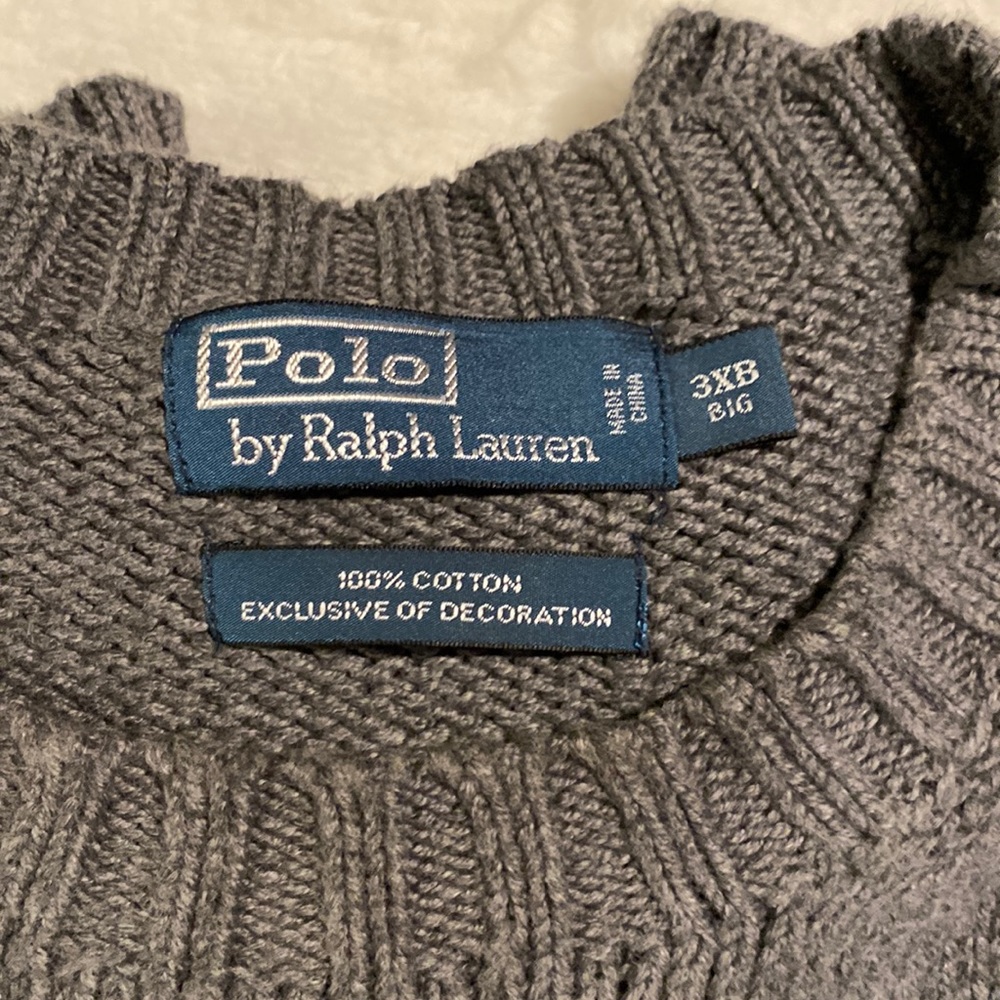 Polo
by Ralph Lauren
MADE IN
CHINA
3XB
BIG
100% COTTON
EXCLUSIVE OF DECORATION